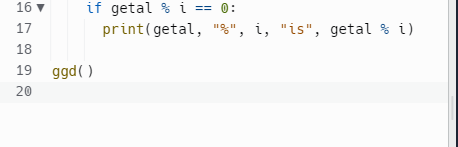 16 if getal % i == 0:
17 print(getal, "%", i, "is", getal % i)
18
19 ggd()
20